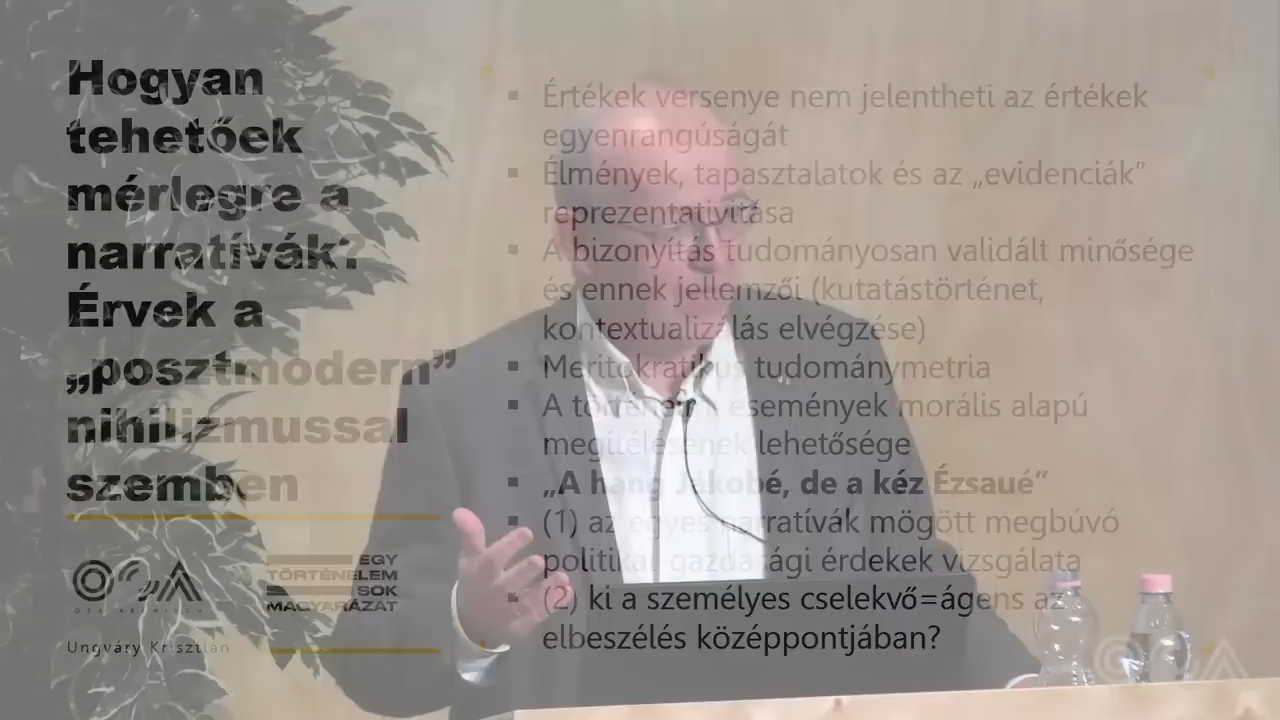 Hogyan
tehetőek
mérlegre a
narratívák?
Érvek a
„posztmodern”
nihilizmussal
szemben
OSA ARCHIVUM
EGY
TÖRTÉNELEM
SOK
MAGYARÁZAT
Ungváry Krisztián
▪ Értékek versenye nem jelentheti az értékek
egyenrangúságát
▪ Élmények, tapasztalatok és az „evidenciák”
reprezentativitása
▪ A bizonyítás tudományosan validált minősége
és ennek jellemzői (kutatástörténet,
kontextualizálás elvégzése)
▪ Meritokratikus tudománymetria
▪ A történelmi események morális alapú
megítélésének lehetősége
▪ „A hang Jákobé, de a kéz Ézsaué”
▪ (1) az egyes narratívák mögött megbúvó
politikai-gazdasági érdekek vizsgálata
▪ (2) ki a személyes cselekvő=ágens az
elbeszélés középpontjában?
OSA